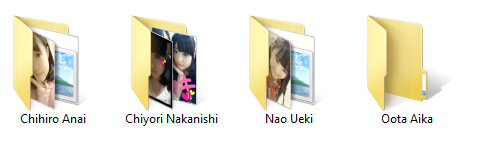 Chihiro Anai
Chiyori Nakanishi
Nao Ueki
Oota Aika